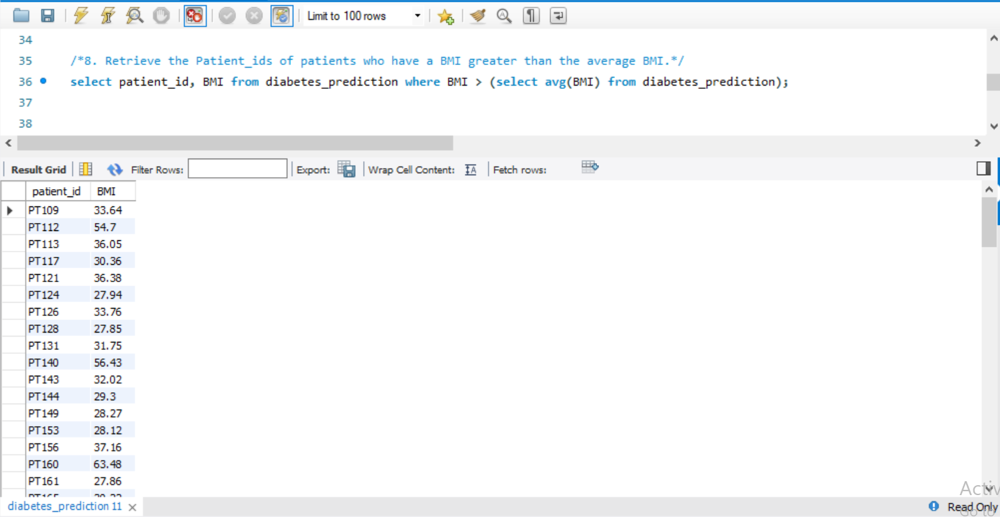 Limit to 100 rows
34
35 /*8. Retrieve the Patient_ids of patients who have a BMI greater than the average BMI.*/
36 select patient_id, BMI from diabetes_prediction where BMI > (select avg(BMI) from diabetes_prediction);
37
38
Result Grid Filter Rows: Export: Wrap Cell Content: Fetch rows:
patient_id BMI
PT109 33.64
PT112 54.7
PT113 36.05
PT117 30.36
PT121 36.38
PT124 27.94
PT126 33.76
PT128 27.85
PT131 31.75
PT140 56.43
PT143 32.02
PT144 29.3
PT149 28.27
PT153 28.12
PT156 37.16
PT160 63.48
PT161 27.86
diabetes_prediction 11
Read Only